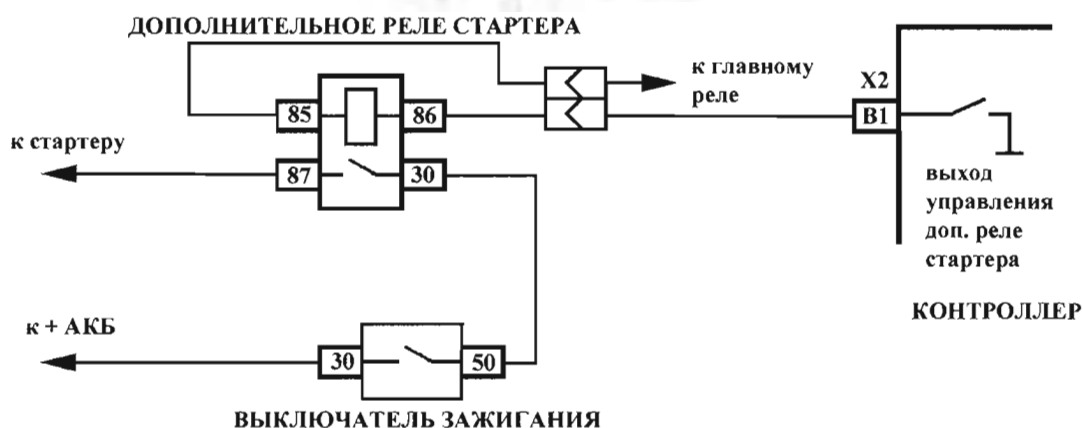 ДОПОЛНИТЕЛЬНОЕ РЕЛЕ СТАРТЕРА
к главному
реле
X2
85
86
B1
к стартеру
87
30
выход
управления
доп. реле
стартера
КОНТРОЛЛЕР
к + АКБ
30
50
ВЫКЛЮЧАТЕЛЬ ЗАЖИГАНИЯ